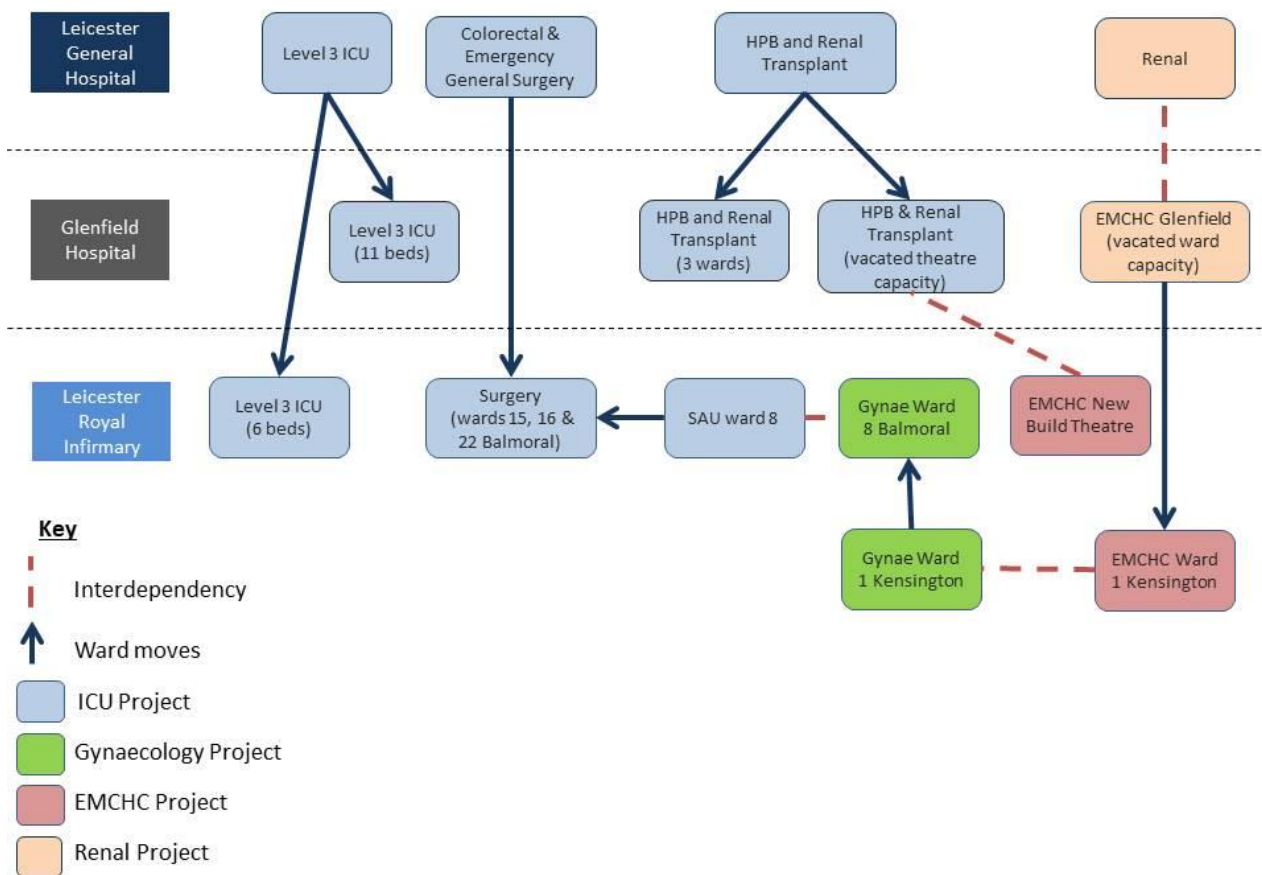 Leicester
General
Hospital
Level 3 ICU
Colorectal &
Emergency
General Surgery
HPB and Renal
Transplant
Renal
Glenfield
Hospital
Level 3 ICU
(11 beds)
HPB and Renal
Transplant
(3 wards)
HPB & Renal
Transplant
(vacated theatre
capacity)
EMCHC Glenfield
(vacated ward
capacity)
Leicester
Royal
Infirmary
Level 3 ICU
(6 beds)
Surgery
(wards 15, 16 &
22 Balmoral)
SAU ward 8
Gynae Ward
8 Balmoral
EMCHC New
Build Theatre
Gynae Ward
1 Kensington
EMCHC Ward
1 Kensington
Key
Interdependency
Ward moves
ICU Project
Gynaecology Project
EMCHC Project
Renal Project